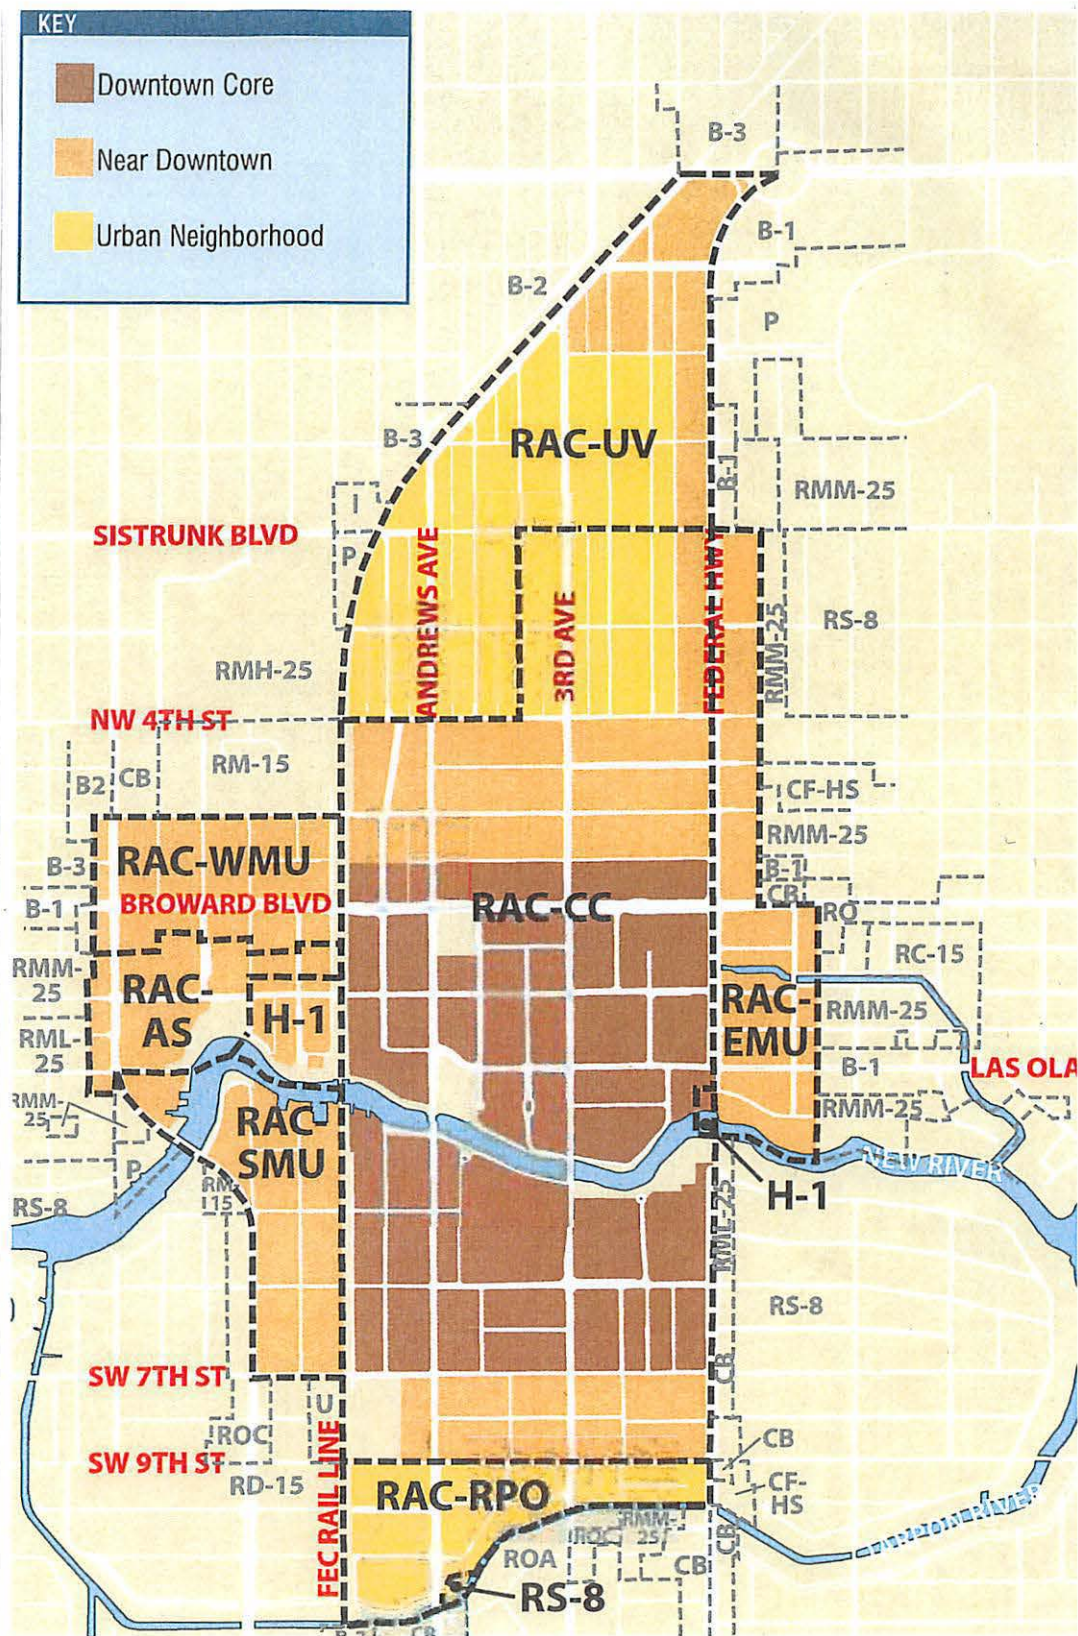 KEY
Downtown Core
Near Downtown
Urban Neighborhood
B-3
B-1
B-2
P
B-3
RAC-UV
B-1
RMM-25
I
SISTRUNK BLVD
P
ANDREWS AVE
3RD AVE
FEDERAL HWY
RMM-25
RS-8
RMH-25
NW 4TH ST
RM-15
B2
CB
CF-HS
RMM-25
B-3
RAC-WMU
B-1
CB
B-1
BROWARD BLVD
RAC-CC
RO
RC-15
RMM-
25
RAC-
AS
H-1
RAC-
EMU
RMM-25
RML-
25
B-1
LAS OLA
RMM-
25
RAC
SMU
RMM-25
P
NEW RIVER
RM
15
RS-8
H-1
RML-25
RS-8
SW 7TH ST
CB
U
ROC
CB
SW 9TH ST
RD-15
FEC RAIL LINE
RAC-RPO
CF-
HS
RMM-
25
ROC
ROA
CB
CB
TARPON RIVER
RS-8
CB